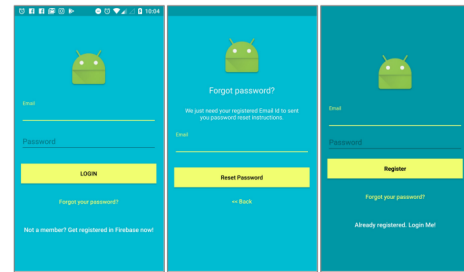 10:04
Email
Password
LOGIN
Forgot your password?
Not a member? Get registered in Firebase now!
Forgot password?
We just need your registered Email Id to sent
you password reset instructions.
Email
Reset Password
<< Back
Email
Password
Register
Forgot your password?
Already registered. Login Me!